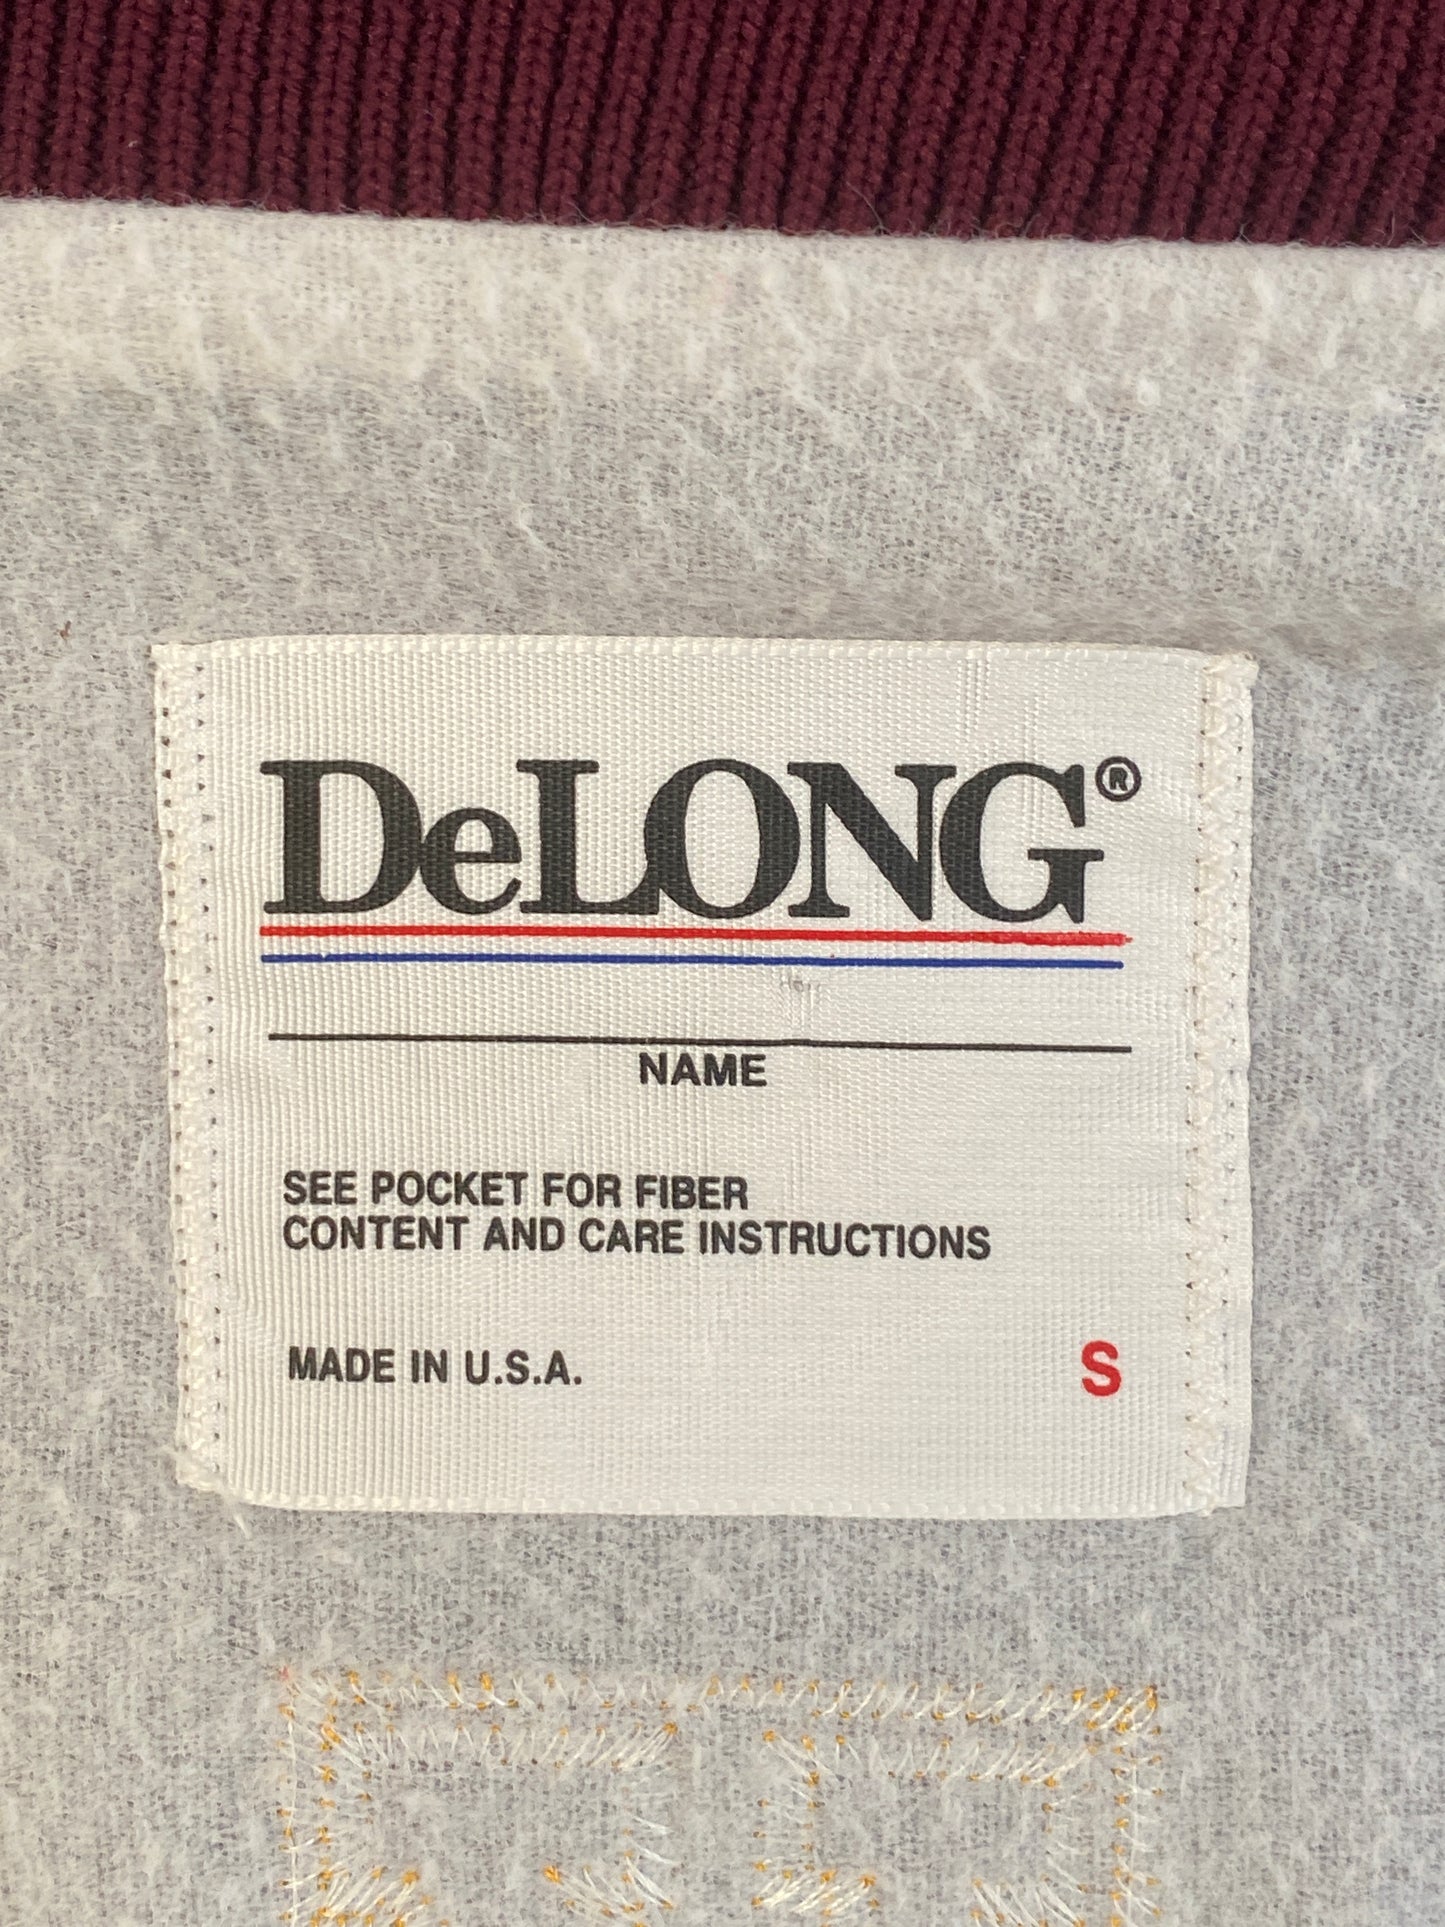 DeLONG®
NAME
SEE POCKET FOR FIBER
CONTENT AND CARE INSTRUCTIONS
MADE IN U.S.A.
S